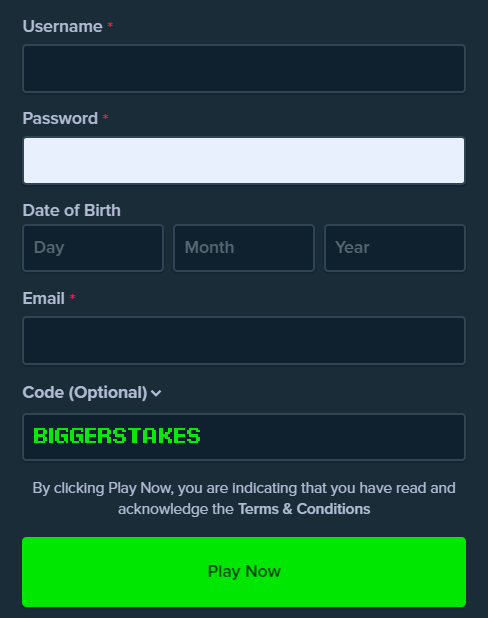 Username *
Password *
Date of Birth
Day Month Year
Email *
Code (Optional)
BIGGERSTAKES
By clicking Play Now, you are indicating that you have read and
acknowledge the Terms & Conditions
Play Now